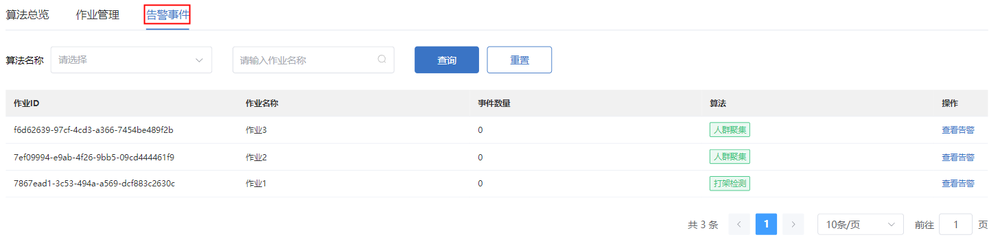 算法总览 作业管理 告警事件
算法名称 请选择 请输入作业名称 查询 重置
作业ID 作业名称 事件数量 算法 操作
f6d62639-97cf-4cd3-a366-7454be489f2b 作业3 0 人群聚集 查看告警
7ef09994-e9ab-4f26-9bb5-09cd444461f9 作业2 0 人群聚集 查看告警
7867ead1-3c53-494a-a569-dcf883c2630c 作业1 0 打架检测 查看告警
共 3 条 1 10条/页 前往 1 页